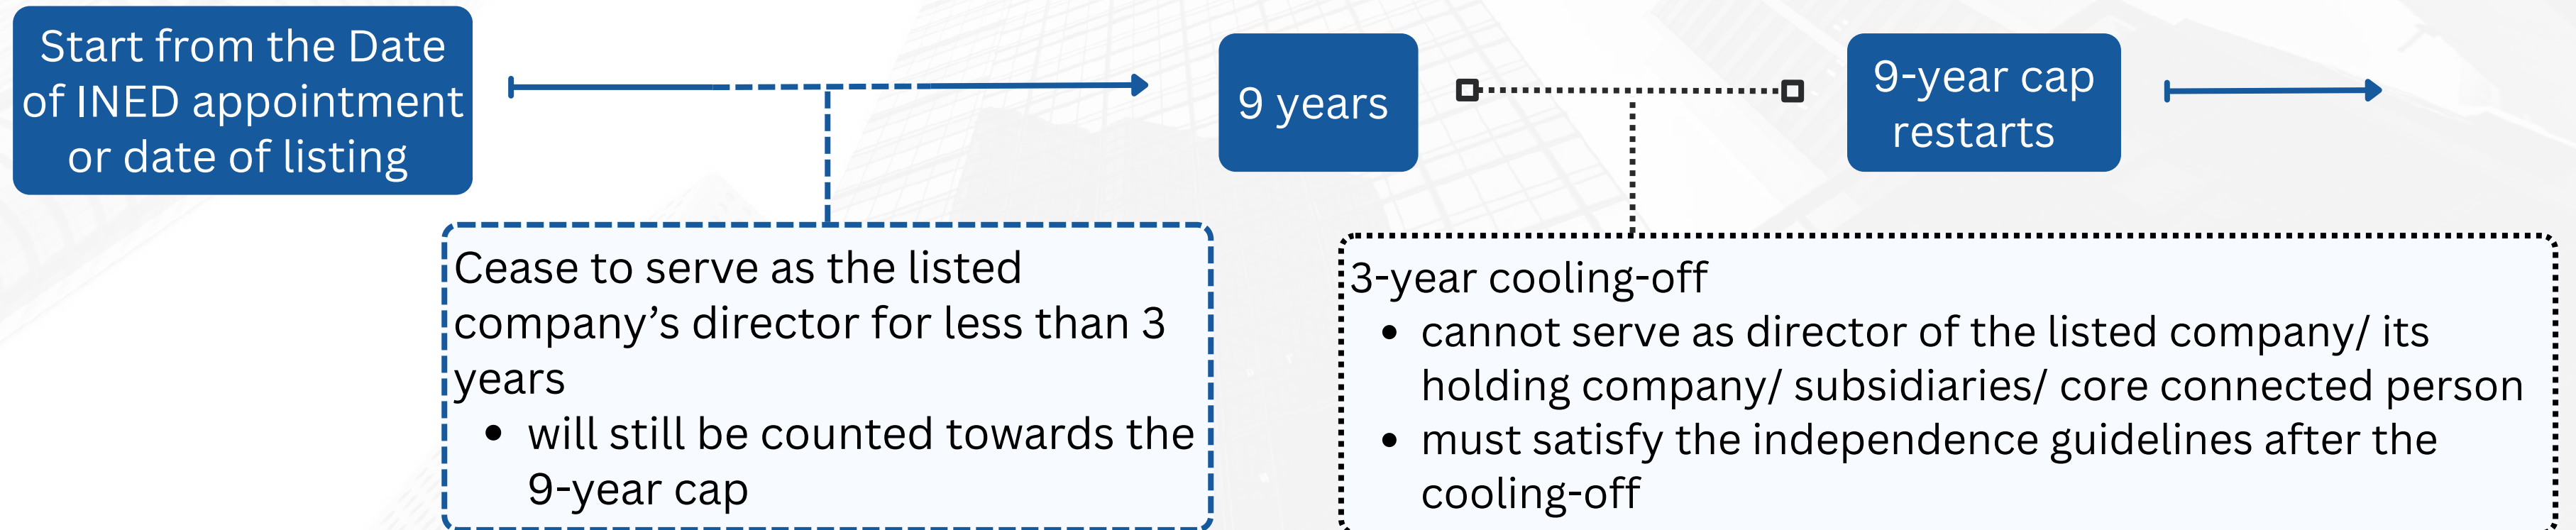 Start from the Date
of INED appointment
or date of listing
9 years
9-year cap
restarts
Cease to serve as the listed
company’s director for less than 3
years
• will still be counted towards the
9-year cap
3-year cooling-off
• cannot serve as director of the listed company/ its
holding company/ subsidiaries/ core connected person
• must satisfy the independence guidelines after the
cooling-off